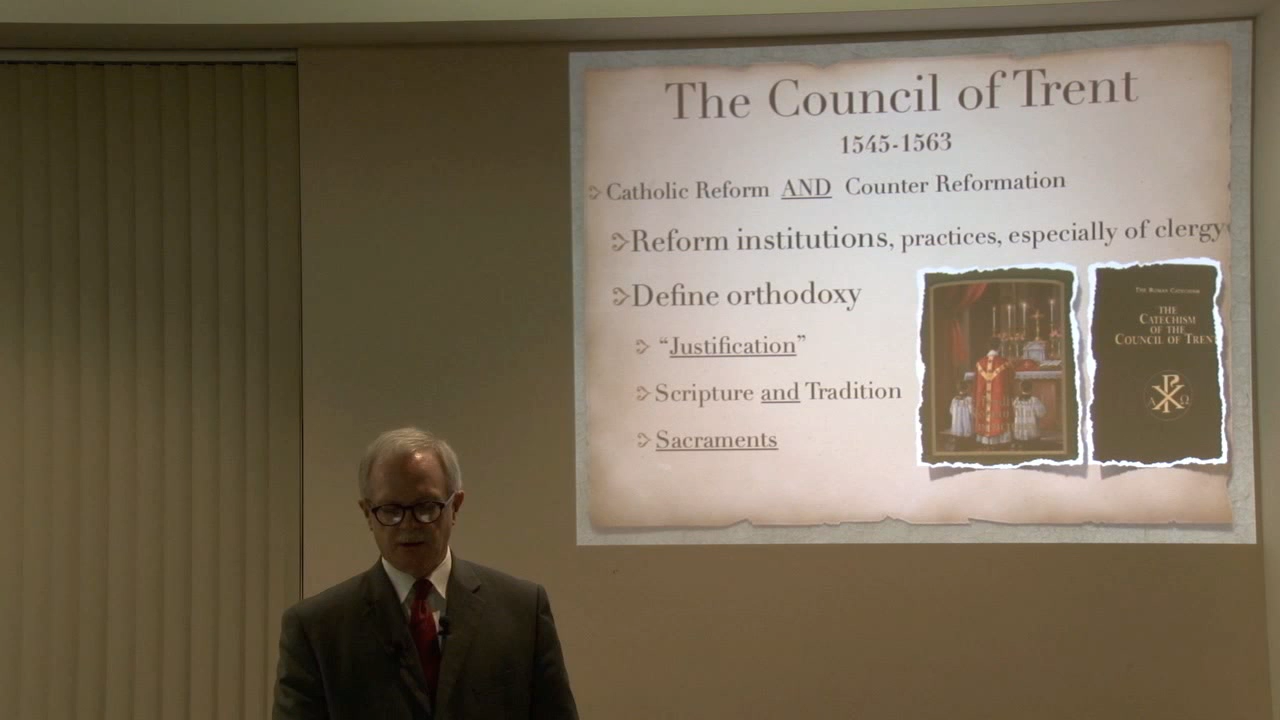 The Council of Trent
1545-1563
Catholic Reform AND Counter Reformation
Reform institutions, practices, especially of clergy
Define orthodoxy
“Justification”
Scripture and Tradition
Sacraments
THE ROMAN CATECHISM
THE
CATECHISM
OF THE
COUNCIL OF TRENT
Α Ω